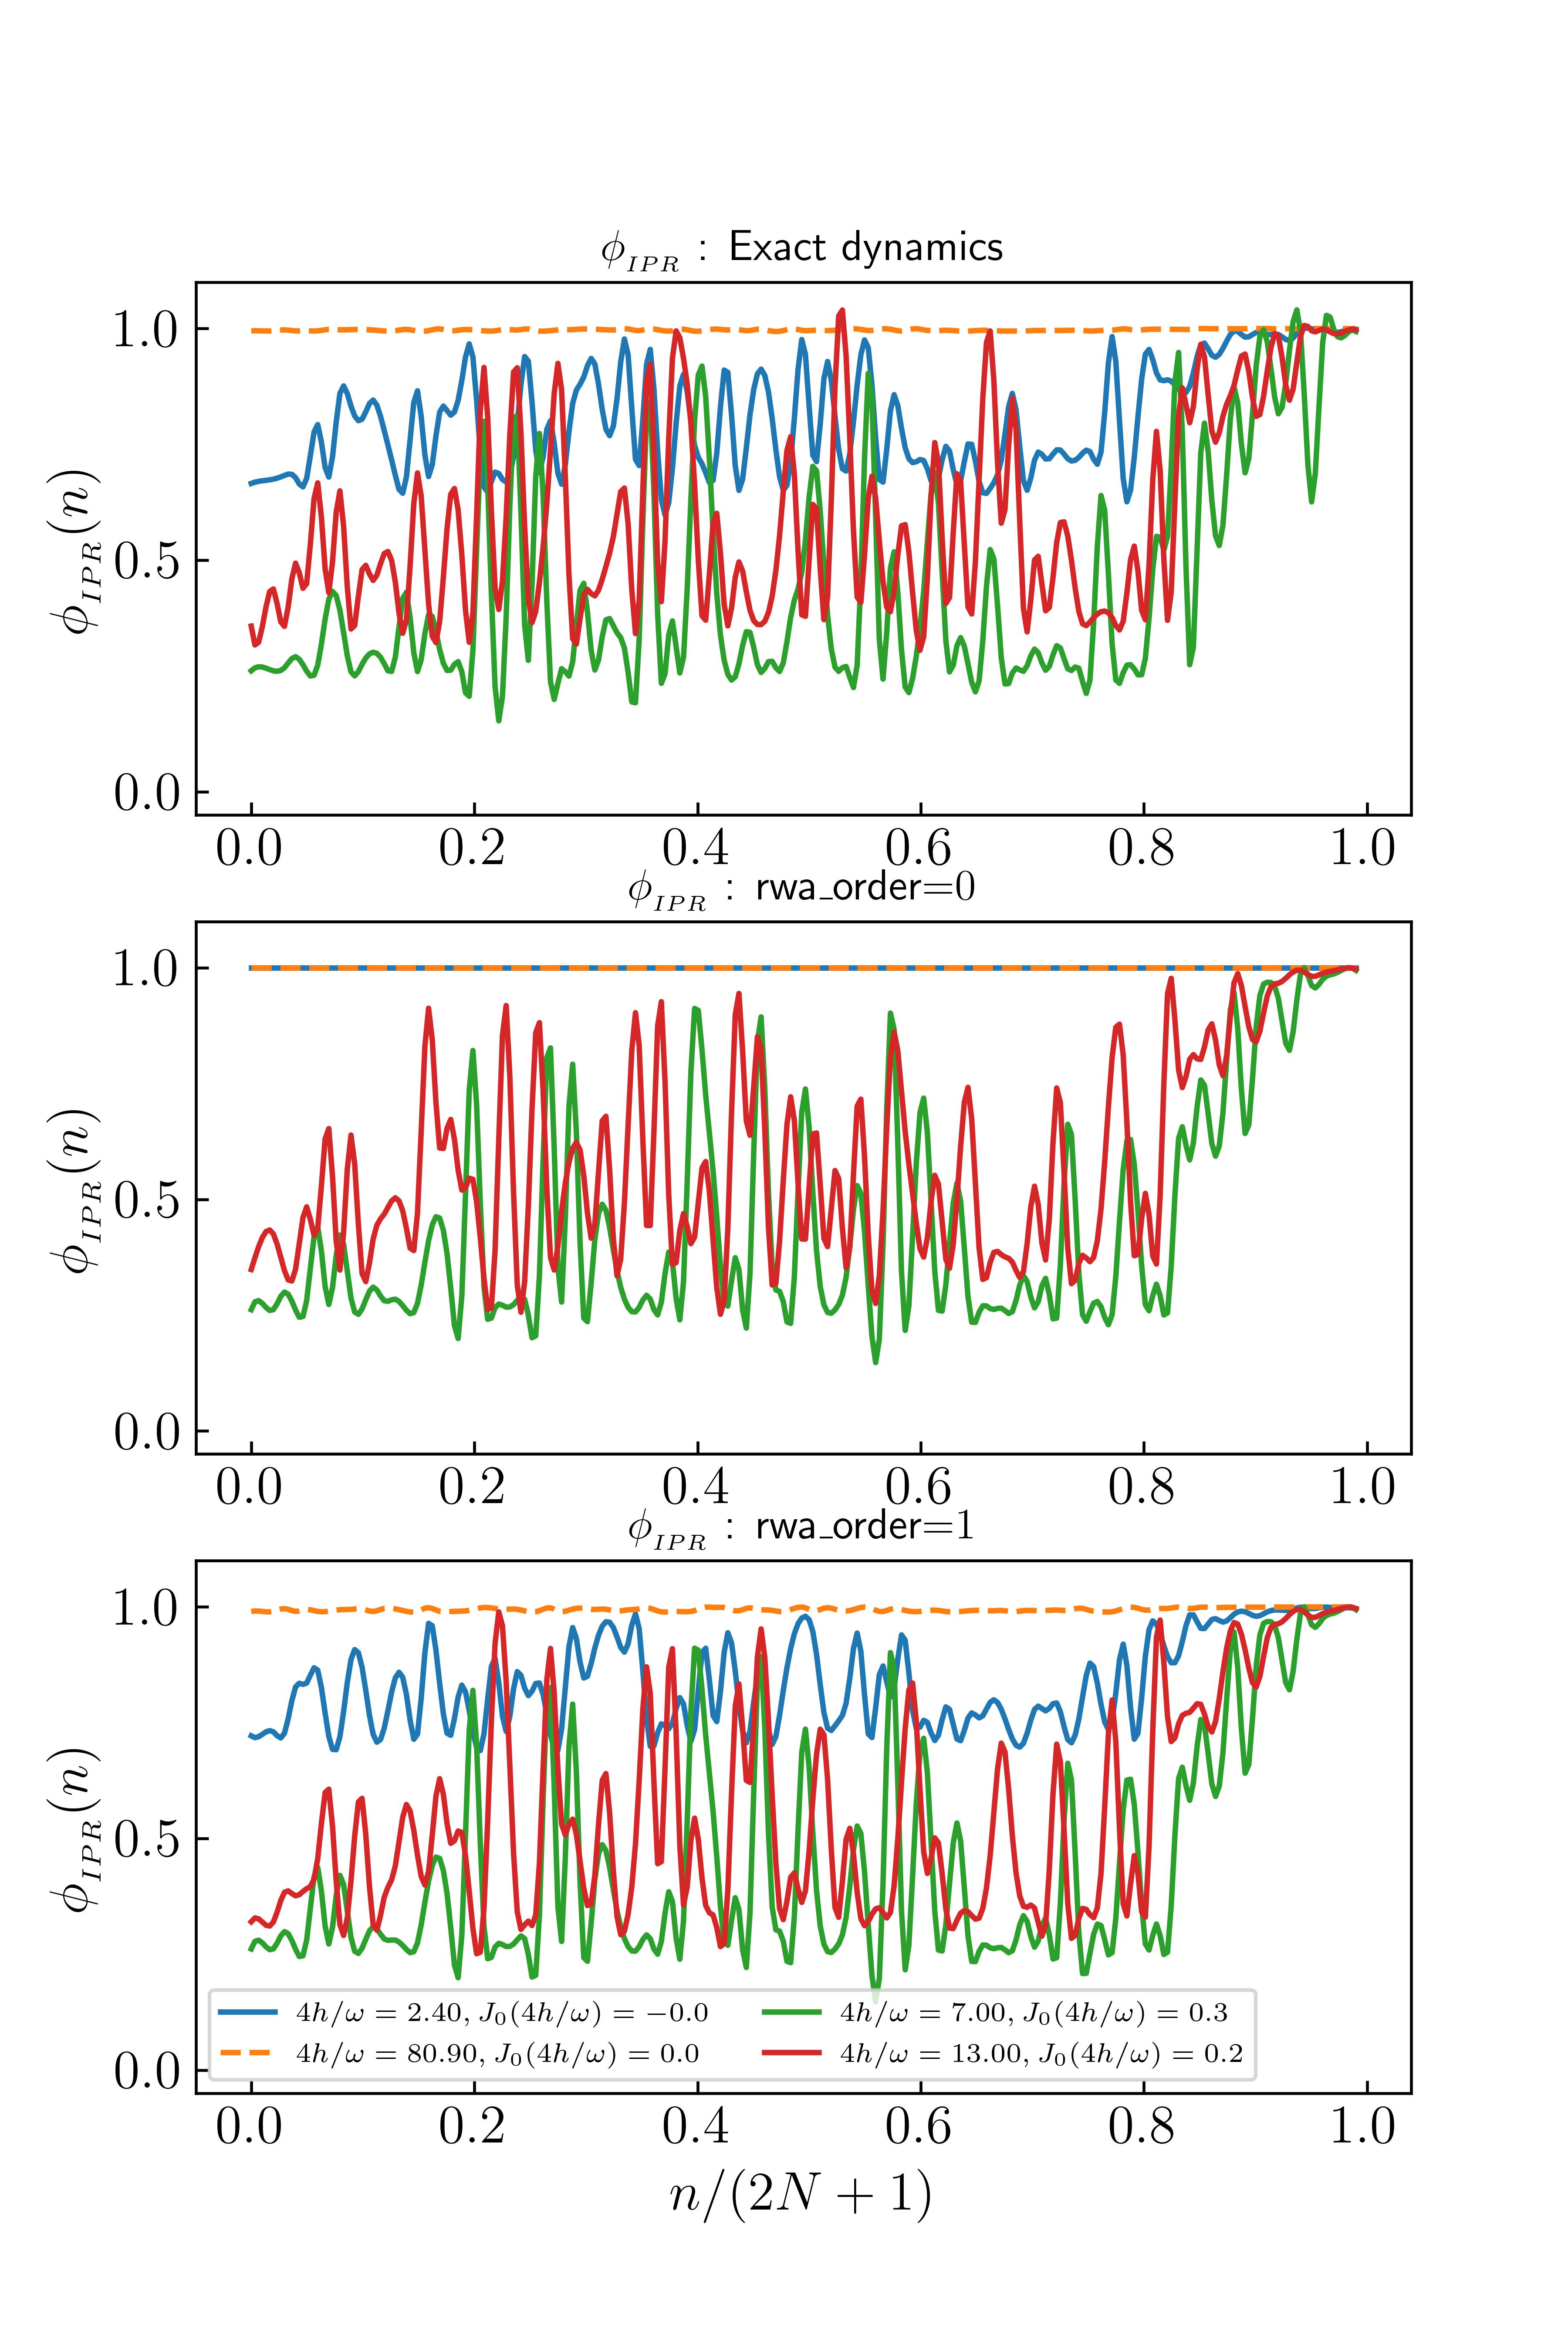 ϕ_IPR : Exact dynamics
ϕ_IPR(n)
1.0
0.5
0.0
0.0 0.2 0.4 0.6 0.8 1.0
ϕ_IPR : rwa_order=0
ϕ_IPR(n)
1.0
0.5
0.0
0.0 0.2 0.4 0.6 0.8 1.0
ϕ_IPR : rwa_order=1
ϕ_IPR(n)
1.0
0.5
0.0
4h/ω = 2.40, J₀(4h/ω) = −0.0
4h/ω = 80.90, J₀(4h/ω) = 0.0
4h/ω = 7.00, J₀(4h/ω) = 0.3
4h/ω = 13.00, J₀(4h/ω) = 0.2
0.0 0.2 0.4 0.6 0.8 1.0
n/(2N + 1)